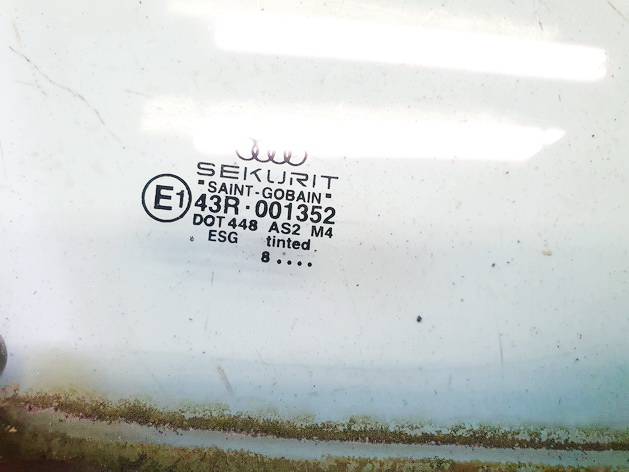 SEKURIT
"SAINT-GOBAIN"
E1
43R · 001352
DOT 448 AS2 M4
ESG tinted
8 ....